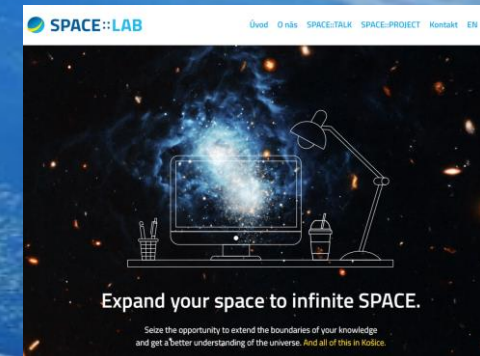 SPACE::LAB
Úvod O nás SPACE::TALK SPACE::PROJECT Kontakt EN
Expand your space to infinite SPACE.
Seize the opportunity to extend the boundaries of your knowledge
and get a better understanding of the universe. And all of this in Košice.